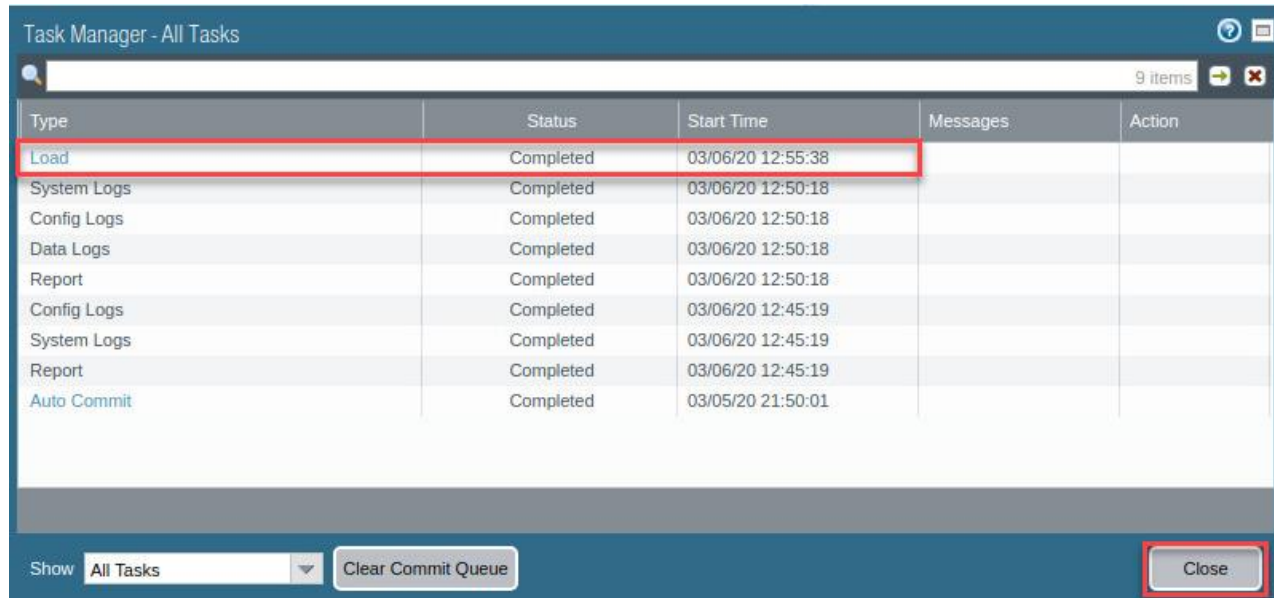 Task Manager - All Tasks
9 items
Type Status Start Time Messages Action
Load Completed 03/06/20 12:55:38
System Logs Completed 03/06/20 12:50:18
Config Logs Completed 03/06/20 12:50:18
Data Logs Completed 03/06/20 12:50:18
Report Completed 03/06/20 12:50:18
Config Logs Completed 03/06/20 12:45:19
System Logs Completed 03/06/20 12:45:19
Report Completed 03/06/20 12:45:19
Auto Commit Completed 03/05/20 21:50:01
Show All Tasks Clear Commit Queue Close